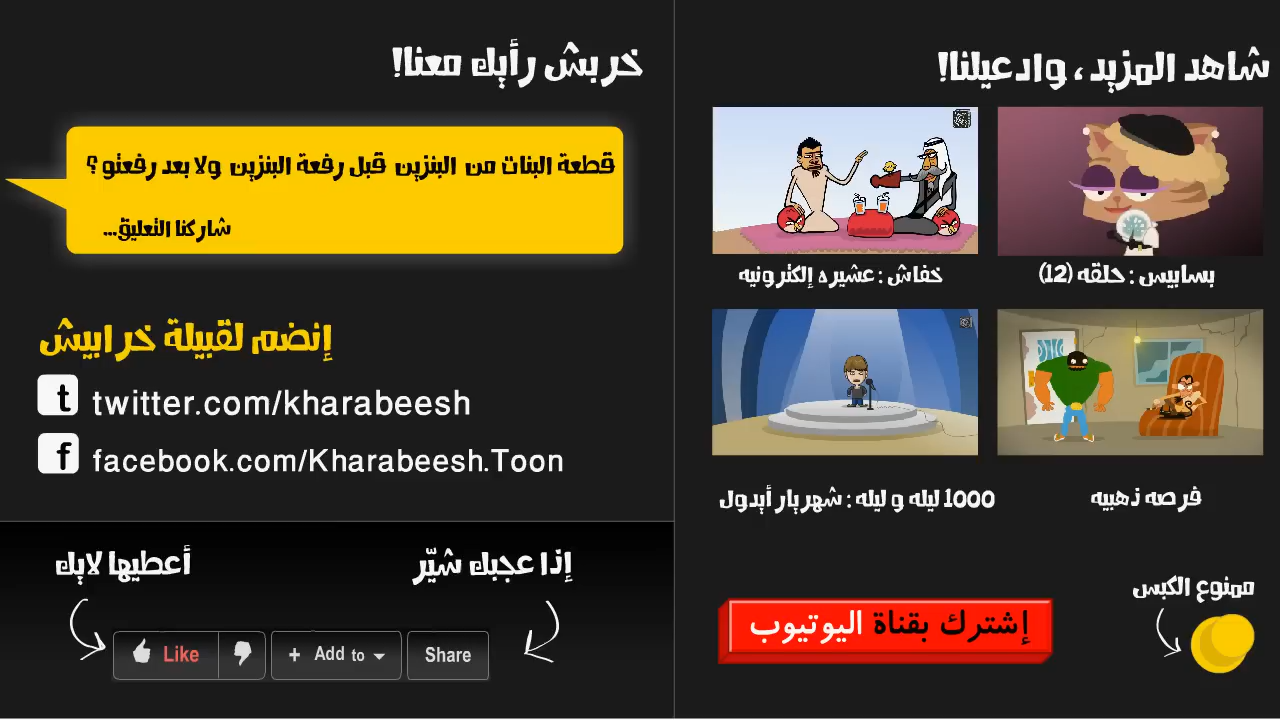 شاهد المزيد، وادعيلنا!
بسابيس : حلقه (12)
خفاش : عشيره إلكترونيه
فرصه ذهبيه
1000 ليله و ليله : شهريار أيدول
ممنوع الكبس
إشترك بقناة اليوتيوب
خربش رأيك معنا!
قطعة البنات من البنزين قبل رفعة البنزين ولا بعد رفعتو ؟
شاركنا التعليق...
إنضم لقبيلة خرابيش
t twitter.com/kharabeesh
f facebook.com/Kharabeesh.Toon
إذا عجبك شيّر
أعطيها لايك
Like + Add to Share